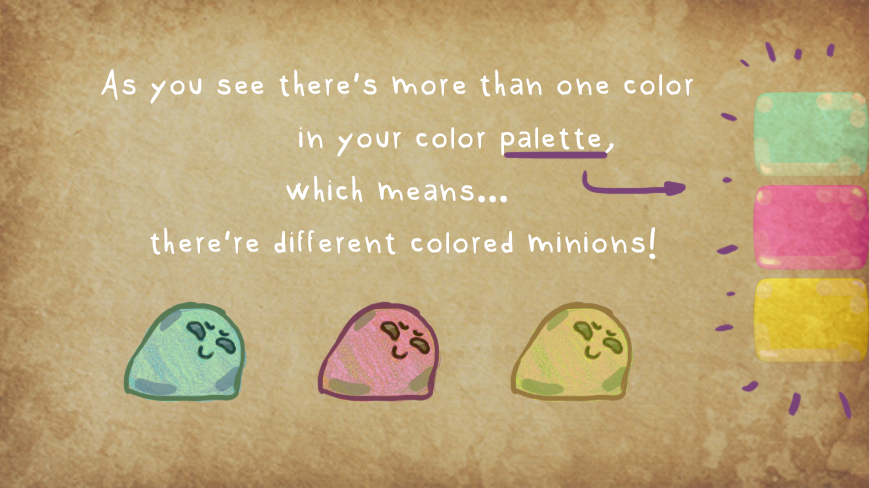 As you see there's more than one color
in your color palette,
which means...
there're different colored minions!